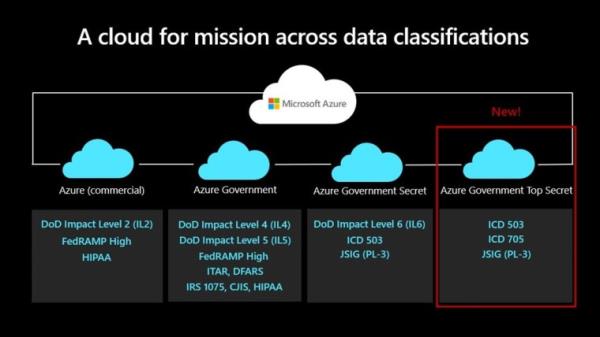 A cloud for mission across data classifications
Microsoft Azure
New!
Azure (commercial)
DoD Impact Level 2 (IL2)
FedRAMP High
HIPAA
Azure Government
DoD Impact Level 4 (IL4)
DoD Impact Level 5 (IL5)
FedRAMP High
ITAR, DFARS
IRS 1075, CJIS, HIPAA
Azure Government Secret
DoD Impact Level 6 (IL6)
ICD 503
JSIG (PL-3)
Azure Government Top Secret
ICD 503
ICD 705
JSIG (PL-3)